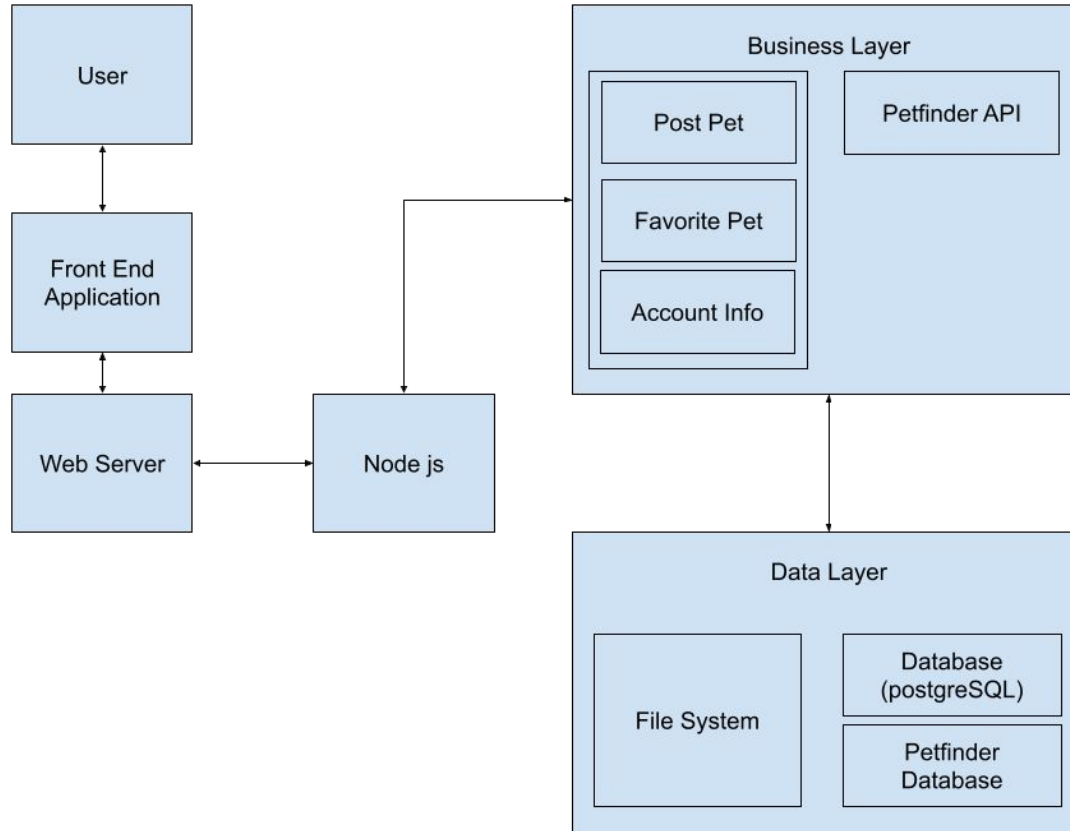 User
Front End
Application
Web Server
Node js
Business Layer
Post Pet
Favorite Pet
Account Info
Petfinder API
Data Layer
File System
Database
(postgreSQL)
Petfinder
Database